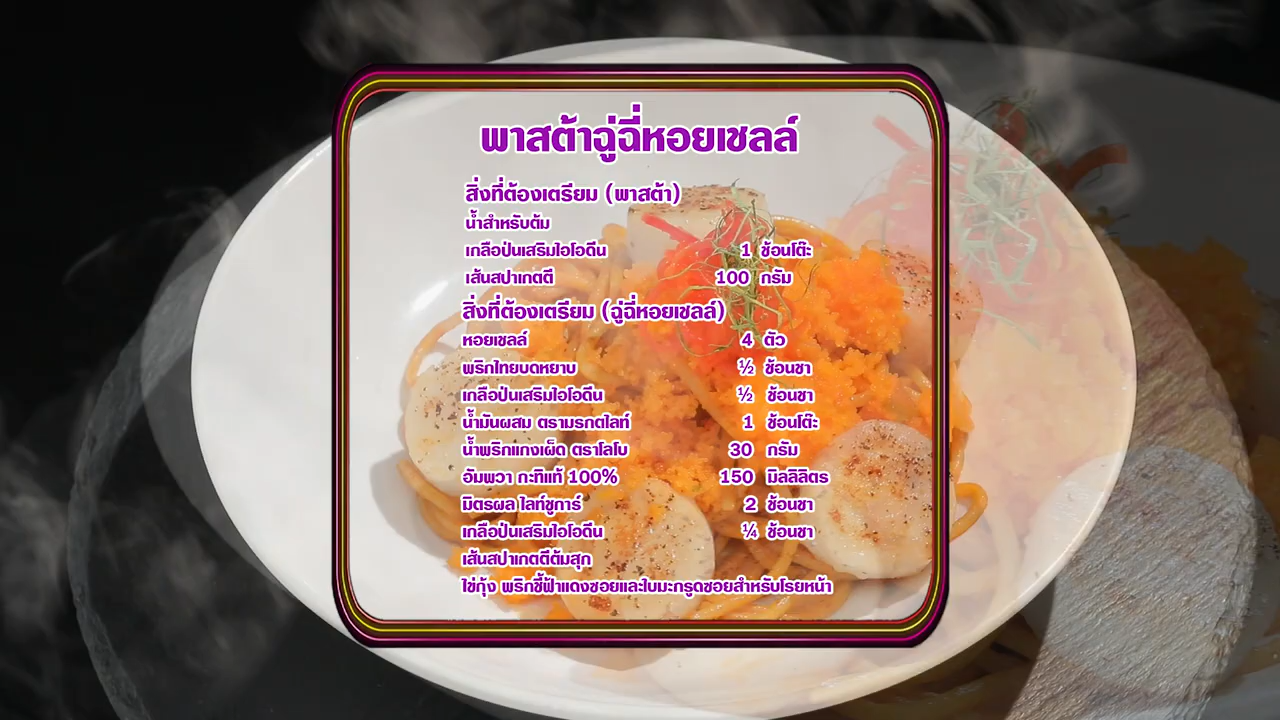 พาสต้าฉู่ฉี่หอยเชลล์
สิ่งที่ต้องเตรียม (พาสต้า)
น้ำสำหรับต้ม
เกลือป่นเสริมไอโอดีน 1 ช้อนโต๊ะ
เส้นสปาเกตตี 100 กรัม
สิ่งที่ต้องเตรียม (ฉู่ฉี่หอยเชลล์)
หอยเชลล์ 4 ตัว
พริกไทยบดหยาบ ½ ช้อนชา
เกลือป่นเสริมไอโอดีน ½ ช้อนชา
น้ำมันผสม ตรามรกตไลท์ 1 ช้อนโต๊ะ
น้ำพริกแกงเผ็ด ตราโลโบ 30 กรัม
อัมพวา กะทิแท้ 100% 150 มิลลิลิตร
มิตรผล ไลท์ชูการ์ 2 ช้อนชา
เกลือป่นเสริมไอโอดีน ¼ ช้อนชา
เส้นสปาเกตตีต้มสุก
ไข่กุ้ง พริกชี้ฟ้าแดงซอยและใบมะกรูดซอยสำหรับโรยหน้า